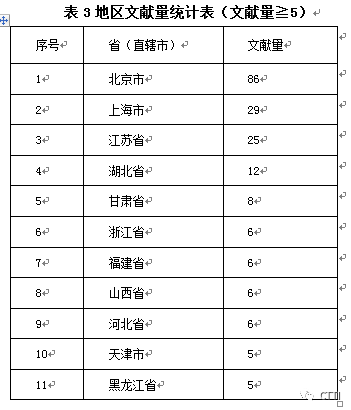 表 3 地区文献量统计表（文献量≧5）
序号 省（直辖市） 文献量
1 北京市 86
2 上海市 29
3 江苏省 25
4 湖北省 12
5 甘肃省 8
6 浙江省 6
7 福建省 6
8 山西省 6
9 河北省 6
10 天津市 5
11 黑龙江省 5